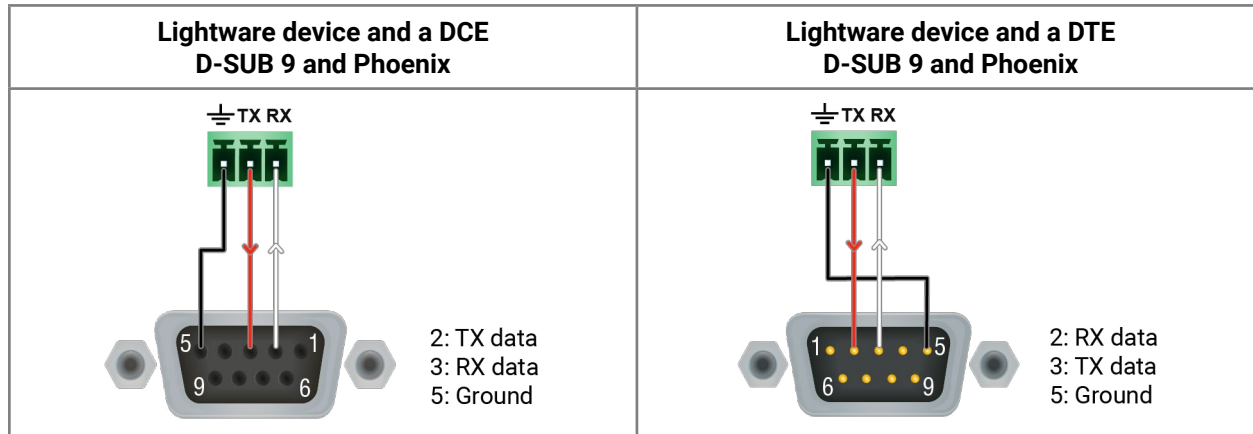 Lightware device and a DCE
D-SUB 9 and Phoenix
Lightware device and a DTE
D-SUB 9 and Phoenix
TX RX
5 1
9 6
2: TX data
3: RX data
5: Ground
TX RX
1 5
6 9
2: RX data
3: TX data
5: Ground